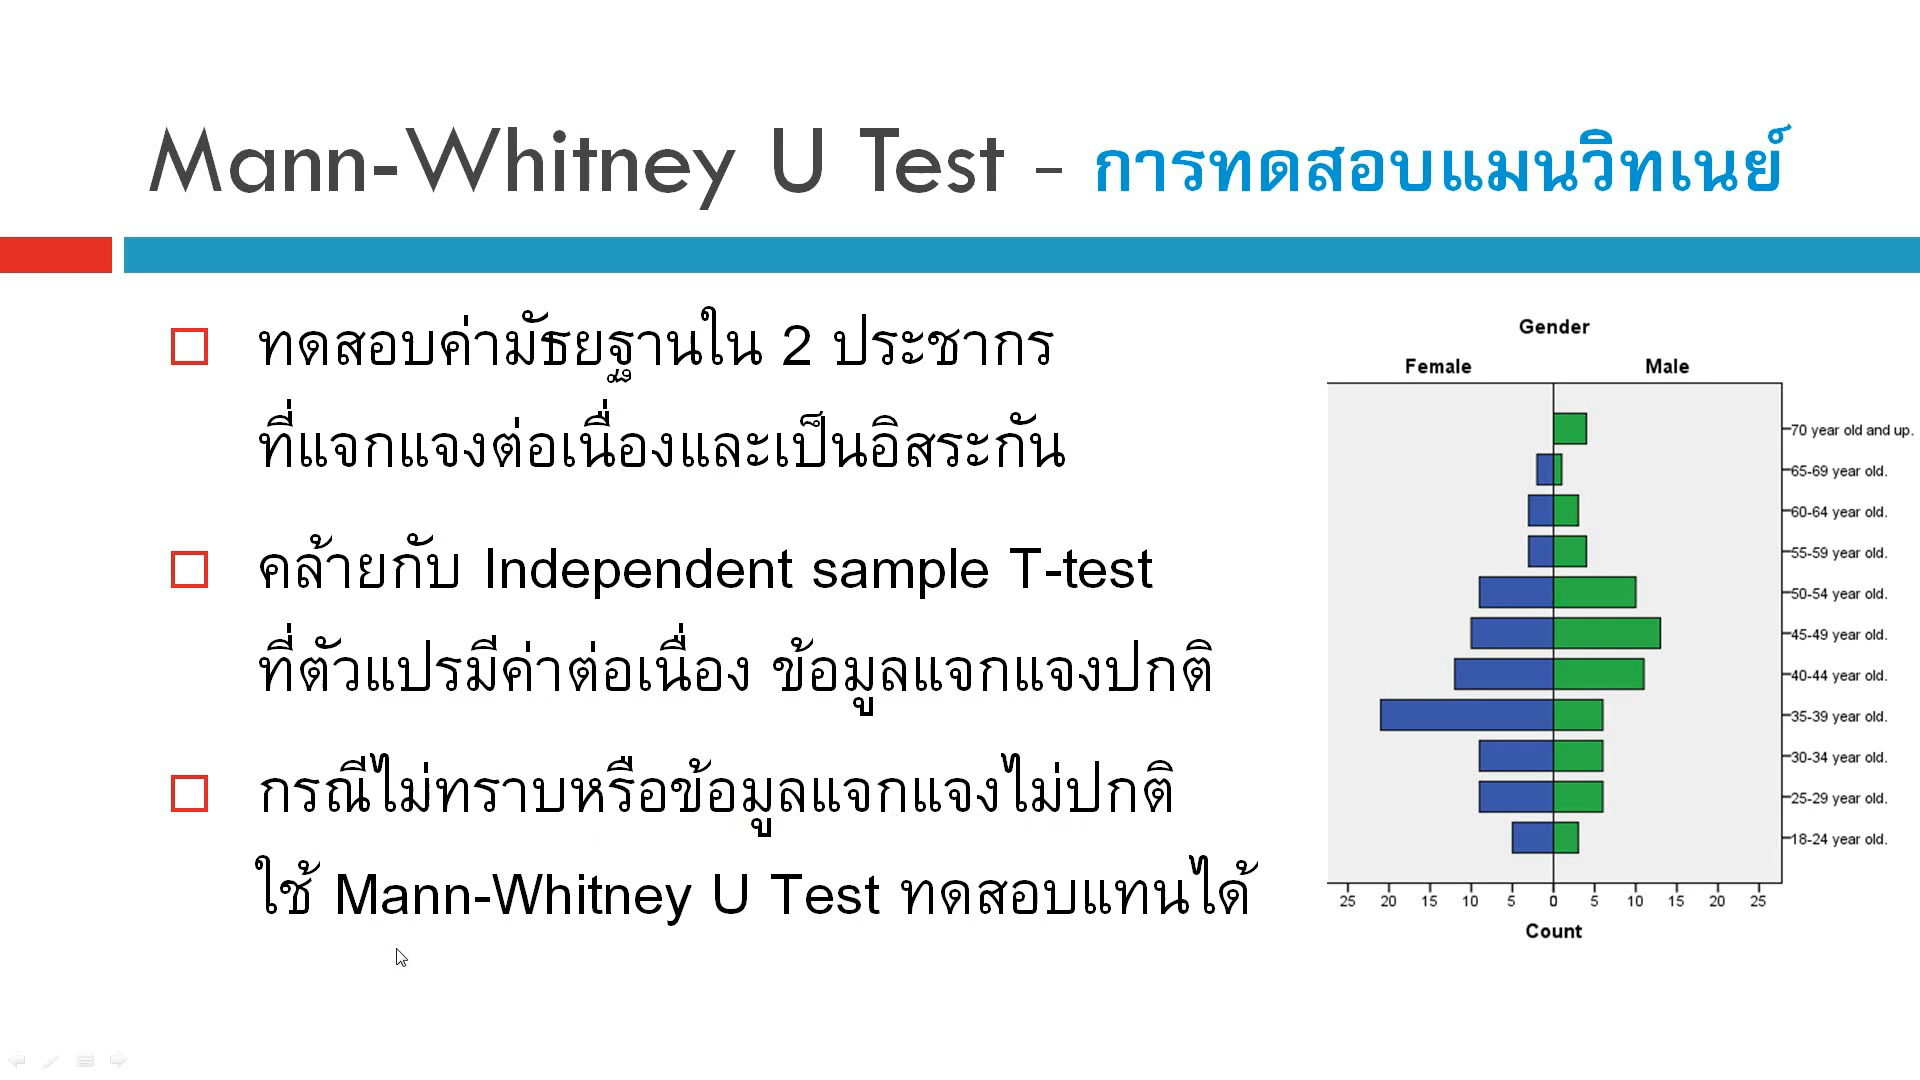 Mann-Whitney U Test – การทดสอบแมนวิทเนย์
ทดสอบค่ามัธยฐานใน 2 ประชากร
ที่แจกแจงต่อเนื่องและเป็นอิสระกัน
คล้ายกับ Independent sample T-test
ที่ตัวแปรมีค่าต่อเนื่อง ข้อมูลแจกแจงปกติ
กรณีไม่ทราบหรือข้อมูลแจกแจงไม่ปกติ
ใช้ Mann-Whitney U Test ทดสอบแทนได้
Gender
Female Male
70 year old and up.
65-69 year old.
60-64 year old.
55-59 year old.
50-54 year old.
45-49 year old.
40-44 year old.
35-39 year old.
30-34 year old.
25-29 year old.
18-24 year old.
25 20 15 10 5 0 5 10 15 20 25
Count